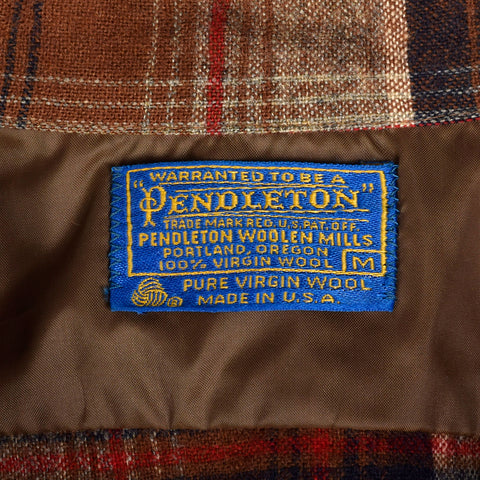 WARRANTED TO BE A
"PENDLETON"
TRADE MARK REG. U.S. PAT. OFF.
PENDLETON WOOLEN MILLS
PORTLAND, OREGON
100% VIRGIN WOOL M
PURE VIRGIN WOOL
MADE IN U.S.A.